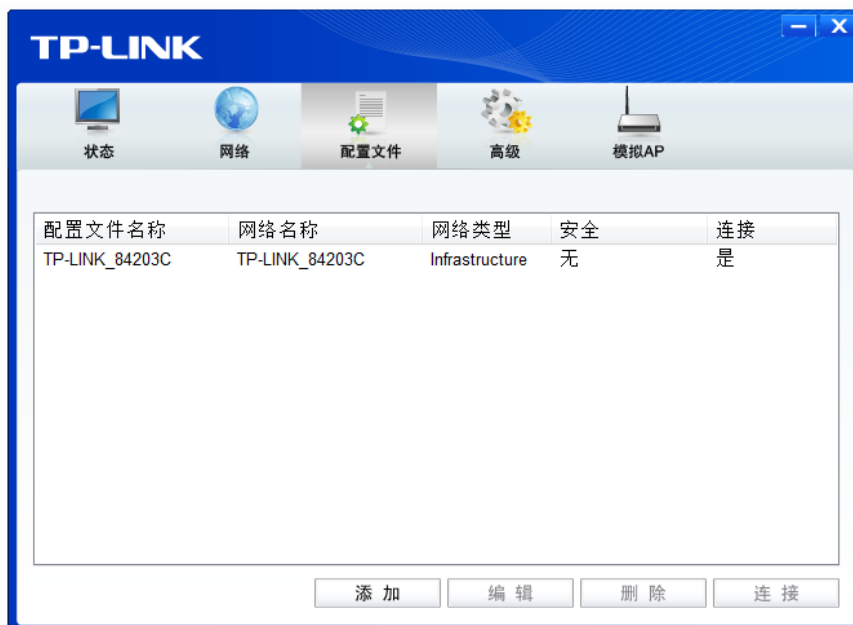 TP-LINK
状态 网络 配置文件 高级 模拟AP
配置文件名称 网络名称 网络类型 安全 连接
TP-LINK_84203C TP-LINK_84203C Infrastructure 无 是
添加 编辑 删除 连接